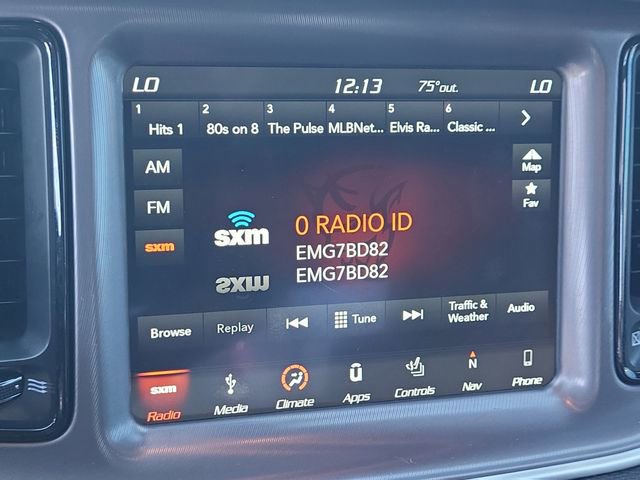 LO 12:13 75°out. LO
1 2 3 4 5 6
Hits 1 80s on 8 The Pulse MLBNet... Elvis Ra... Classic ...
AM
Map
FM
Fav
sxm
sxm
0 RADIO ID
EMG7BD82
EMG7BD82
Browse Replay Tune Traffic & Weather Audio
sxm N
Radio Media Climate Apps Controls Nav Phone